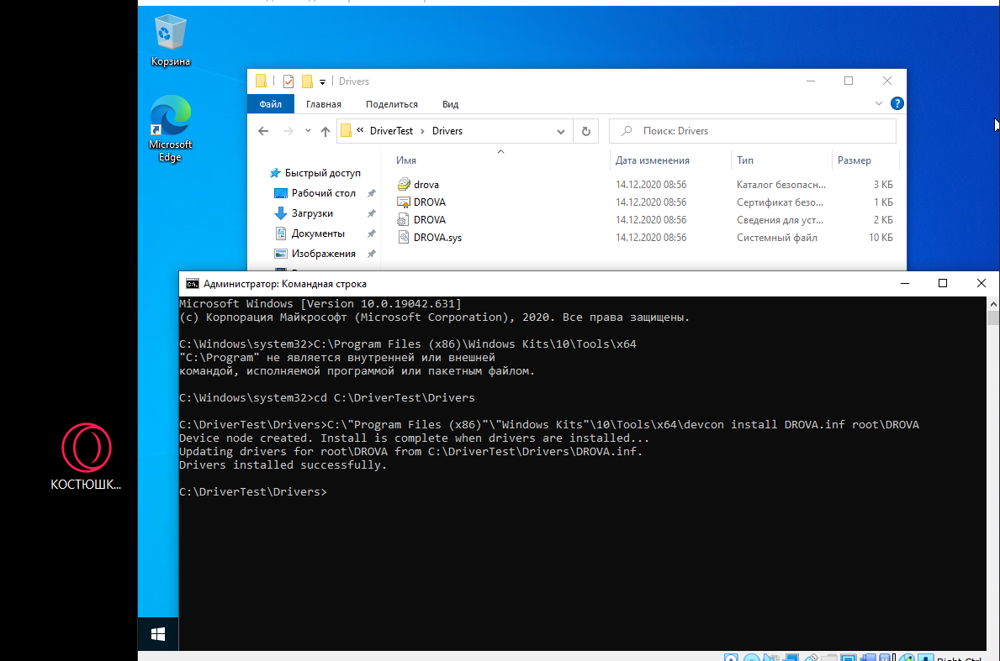 Корзина
Microsoft
Edge
Drivers
Файл
Главная
Поделиться
Вид
DriverTest > Drivers
Поиск: Drivers
Имя
Дата изменения
Тип
Размер
Быстрый доступ
Рабочий стол
Загрузки
Документы
Изображения
drova 14.12.2020 08:56 Каталог безопасн... 3 КБ
DROVA 14.12.2020 08:56 Сертификат безо... 1 КБ
DROVA 14.12.2020 08:56 Сведения для уст... 2 КБ
DROVA.sys 14.12.2020 08:56 Системный файл 10 КБ
Администратор: Командная строка
Microsoft Windows [Version 10.0.19042.631]
(c) Корпорация Майкрософт (Microsoft Corporation), 2020. Все права защищены.
C:\Windows\system32>C:\Program Files (x86)\Windows Kits\10\Tools\x64
"C:\Program" не является внутренней или внешней
командой, исполняемой программой или пакетным файлом.
C:\Windows\system32>cd C:\DriverTest\Drivers
C:\DriverTest\Drivers>C:\"Program Files (x86)"\"Windows Kits"\10\Tools\x64\devcon install DROVA.inf root\DROVA
Device node created. Install is complete when drivers are installed...
Updating drivers for root\DROVA from C:\DriverTest\Drivers\DROVA.inf.
Drivers installed successfully.
C:\DriverTest\Drivers>
КОСТЮШК...
Right Ctrl